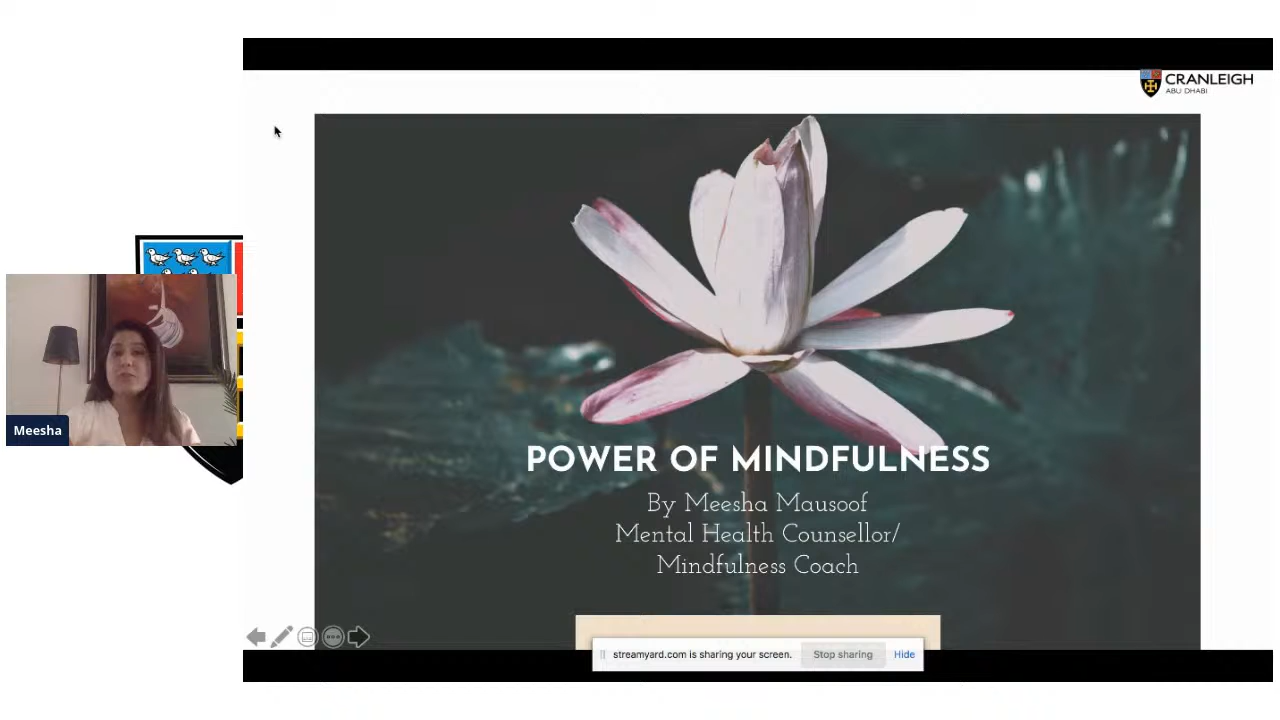 CRANLEIGH
ABU DHABI
Meesha
POWER OF MINDFULNESS
By Meesha Mausoof
Mental Health Counsellor/
Mindfulness Coach
streamyard.com is sharing your screen. Stop sharing Hide